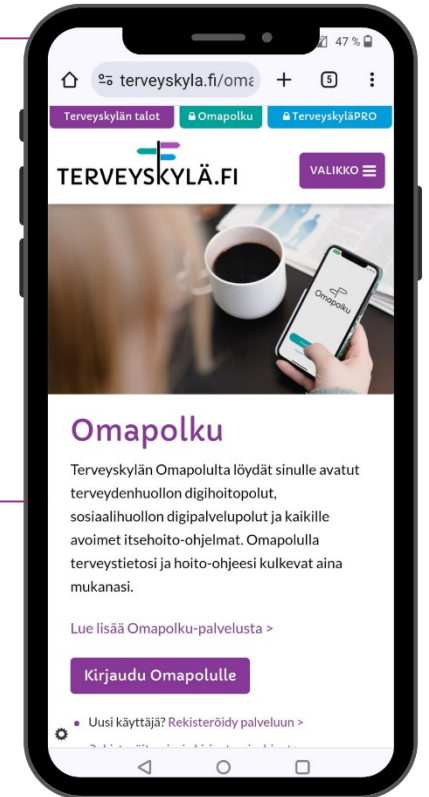 47 %
terveyskyla.fi/oma
5
Terveyskylän talot
Omapolku
TerveyskyläPRO
TERVEYSKYLÄ.FI
VALIKKO
Omapolku
Omapolku
Terveyskylän Omapolulta löydät sinulle avatut
terveydenhuollon digihoitopolut,
sosiaalihuollon digipalvelupolut ja kaikille
avoimet itsehoito-ohjelmat. Omapolulla
terveystietosi ja hoito-ohjeesi kulkevat aina
mukanasi.
Lue lisää Omapolku-palvelusta >
Kirjaudu Omapolulle
Uusi käyttäjä? Rekisteröidy palveluun >